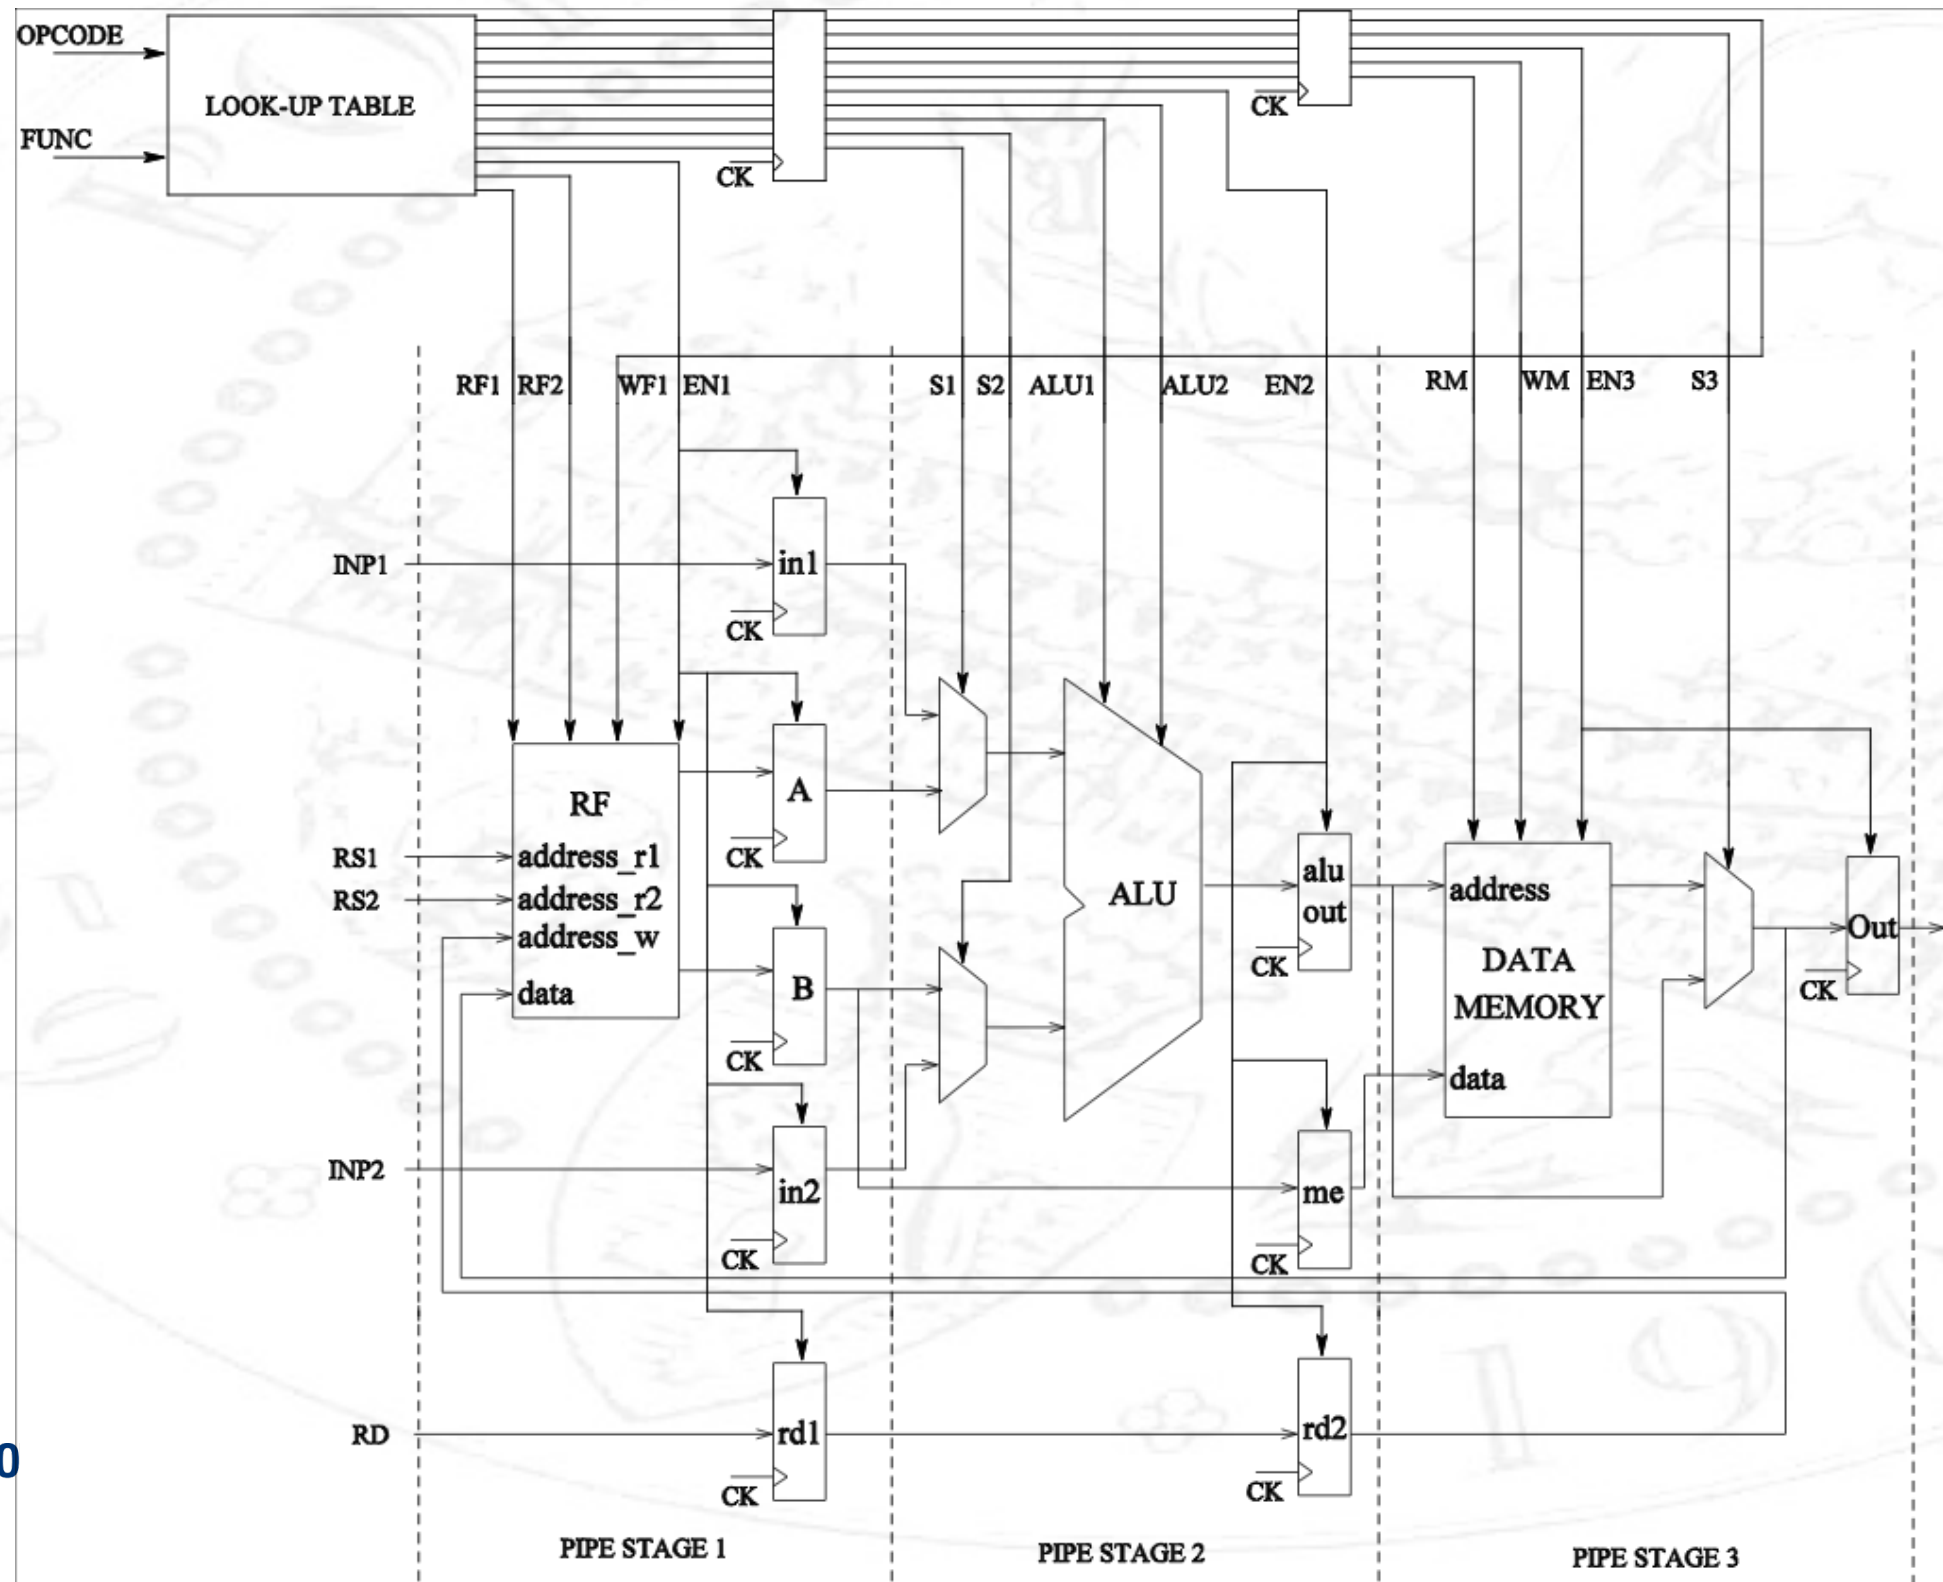 OPCODE
FUNC
LOOK-UP TABLE
CK
CK
RF1 RF2 WF1 EN1 S1 S2 ALU1 ALU2 EN2 RM WM EN3 S3
INP1
in1
CK
RF
address_r1
address_r2
address_w
data
RS1
RS2
A
CK
B
CK
INP2
in2
CK
ALU
alu
out
CK
me
CK
address
DATA
MEMORY
data
Out
CK
RD
rd1
CK
rd2
CK
0
PIPE STAGE 1
PIPE STAGE 2
PIPE STAGE 3